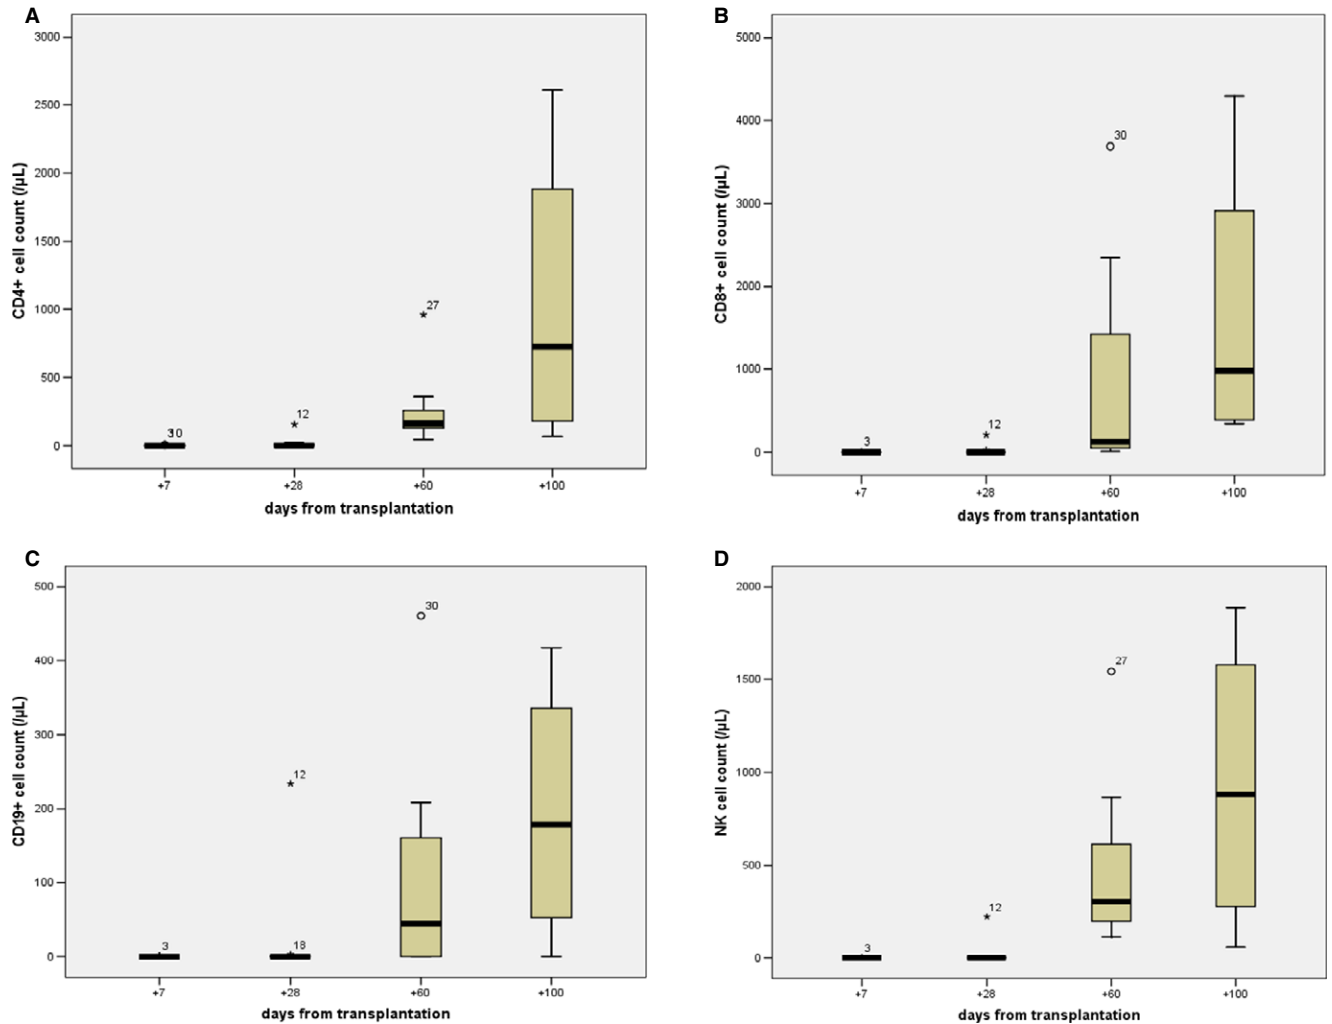 A
CD4+ cell count (/µL)
3000
2500
2000
1500
1000
500
0
30
12
27
+7 +28 +60 +100
days from transplantation
B
CD8+ cell count (/µL)
5000
4000
3000
2000
1000
0
3
12
30
+7 +28 +60 +100
days from transplantation
C
CD19+ cell count (/µL)
500
400
300
200
100
0
3
12
18
30
+7 +28 +60 +100
days from transplantation
D
NK cell count (/µL)
2000
1500
1000
500
0
3
12
27
+7 +28 +60 +100
days from transplantation